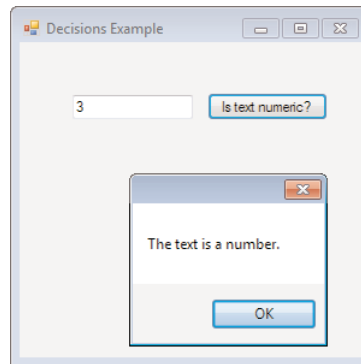 Decisions Example
3 Is text numeric?
The text is a number.
OK